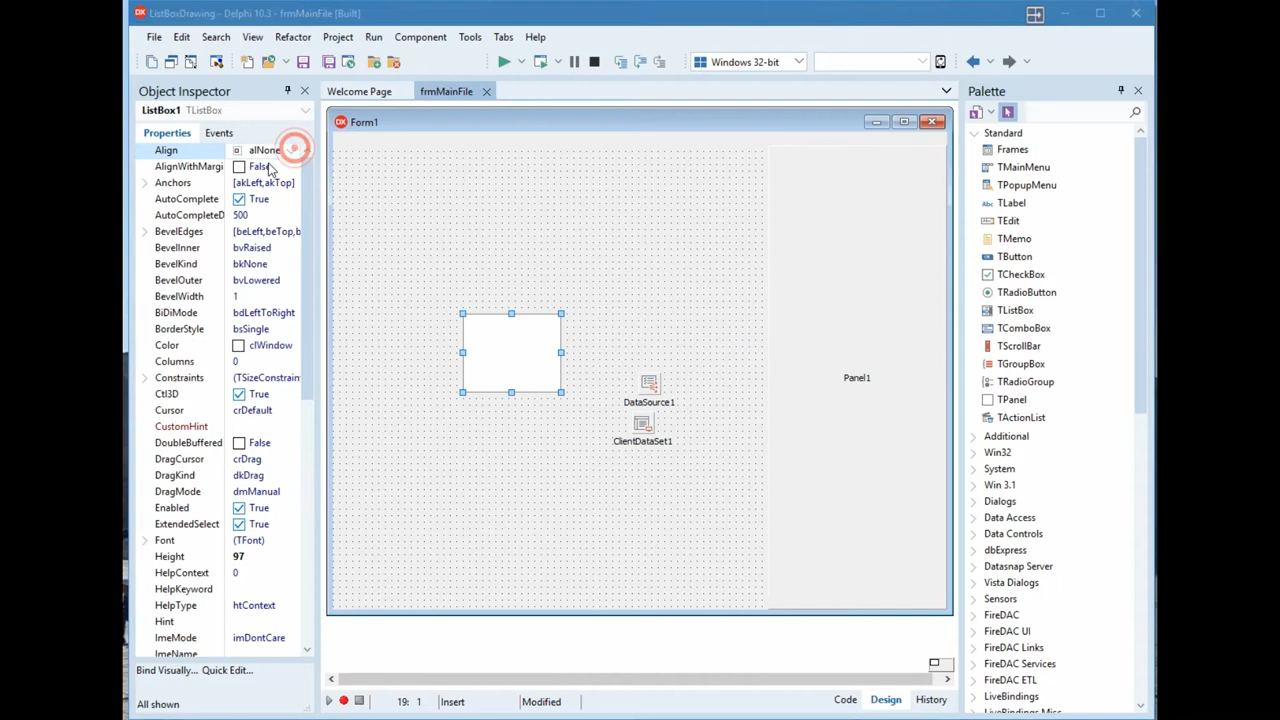 ListBoxDrawing - Delphi 10.3 - frmMainFile [Built]
File Edit Search View Refactor Project Run Component Tools Tabs Help
Windows 32-bit
Object Inspector
Welcome Page frmMainFile
Palette
ListBox1 TListBox
Properties Events
Align alNone
AlignWithMargi False
Anchors [akLeft,akTop]
AutoComplete True
AutoCompleteD 500
BevelEdges [beLeft,beTop,b
BevelInner bvRaised
BevelKind bkNone
BevelOuter bvLowered
BevelWidth 1
BiDiMode bdLeftToRight
BorderStyle bsSingle
Color clWindow
Columns 0
Constraints (TSizeConstrain
Ctl3D True
Cursor crDefault
CustomHint
DoubleBuffered False
DragCursor crDrag
DragKind dkDrag
DragMode dmManual
Enabled True
ExtendedSelect True
Font (TFont)
Height 97
HelpContext 0
HelpKeyword
HelpType htContext
Hint
ImeMode imDontCare
ImeName
Bind Visually... Quick Edit...
All shown
Form1
DataSource1
ClientDataSet1
Panel1
19: 1 Insert Modified
Code Design History
Standard
Frames
TMainMenu
TPopupMenu
Abc TLabel
TEdit
TMemo
TButton
TCheckBox
TRadioButton
TListBox
TComboBox
TScrollBar
TGroupBox
TRadioGroup
TPanel
TActionList
Additional
Win32
System
Win 3.1
Dialogs
Data Access
Data Controls
dbExpress
Datasnap Server
Vista Dialogs
Sensors
FireDAC
FireDAC UI
FireDAC Links
FireDAC Services
FireDAC ETL
LiveBindings
LiveBindings Misc